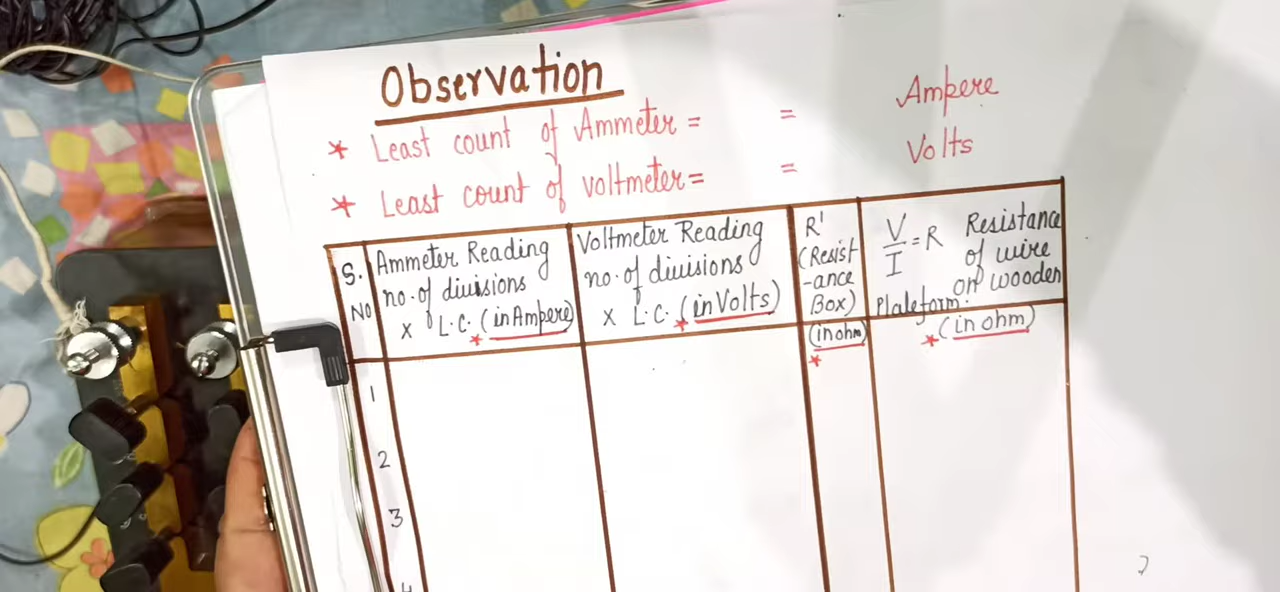 Observation
* Least count of Ammeter = = Ampere
* Least count of voltmeter = = Volts
S. No
Ammeter Reading
no. of divisions
x L.C. (in Ampere)
*
Voltmeter Reading
no. of divisions
x L.C. (in Volts)
*
R'
(Resist
-ance
Box)
(in ohm)
*
V/I = R Resistance
of wire
on wooden
Plateform.
*(in ohm)
1
2
3
4